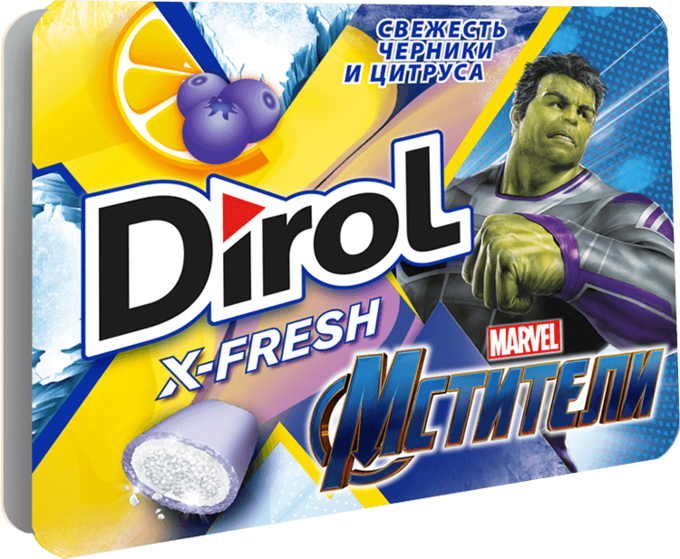 СВЕЖЕСТЬ
ЧЕРНИКИ
И ЦИТРУСА
Dirol
X-FRESH
MARVEL
МСТИТЕЛИ